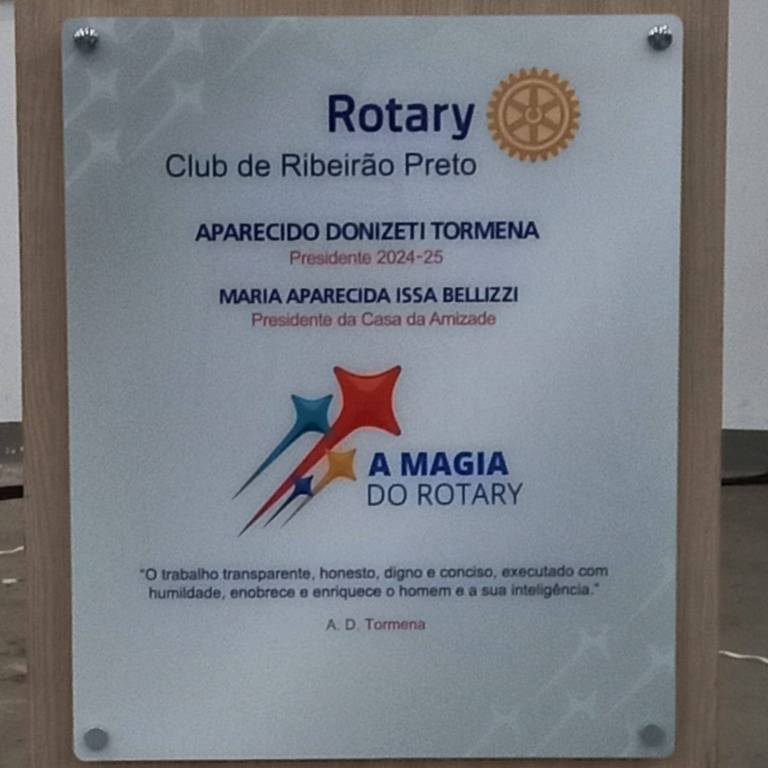 Rotary
Club de Ribeirão Preto
APARECIDO DONIZETI TORMENA
Presidente 2024-25
MARIA APARECIDA ISSA BELLIZZI
Presidente da Casa da Amizade
A MAGIA
DO ROTARY
"O trabalho transparente, honesto, digno e conciso, executado com
humildade, enobrece e enriquece o homem e a sua inteligência."
A. D. Tormena